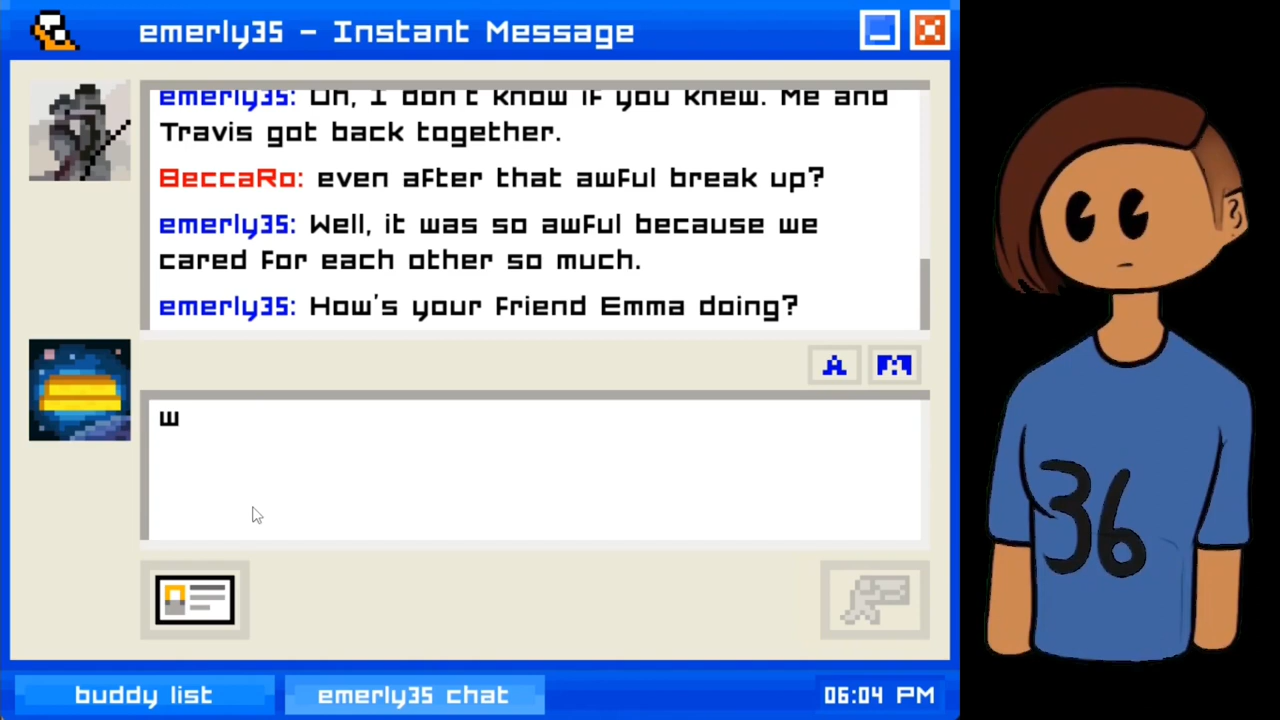 emerly35 - Instant Message
emerly35: Oh, I don't know if you knew. Me and
Travis got back together.
BeccaRo: even after that awful break up?
emerly35: Well, it was so awful because we
cared for each other so much.
emerly35: How's your friend Emma doing?
A
w
36
buddy list
emerly35 chat
06:04 PM